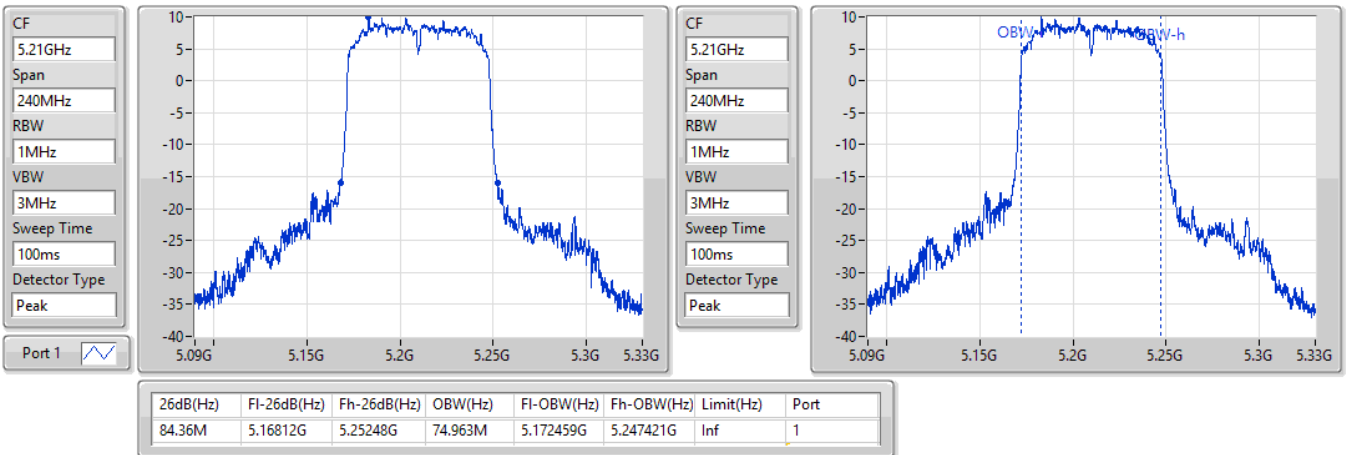 CF
5.21GHz
Span
240MHz
RBW
1MHz
VBW
3MHz
Sweep Time
100ms
Detector Type
Peak
Port 1
10
5
0
-5
-10
-15
-20
-25
-30
-35
-40
5.09G 5.15G 5.2G 5.25G 5.3G 5.33G
CF
5.21GHz
Span
240MHz
RBW
1MHz
VBW
3MHz
Sweep Time
100ms
Detector Type
Peak
10
5
0
-5
-10
-15
-20
-25
-30
-35
-40
OBW
OBW-h
5.09G 5.15G 5.2G 5.25G 5.3G 5.33G
26dB(Hz) Fl-26dB(Hz) Fh-26dB(Hz) OBW(Hz) Fl-OBW(Hz) Fh-OBW(Hz) Limit(Hz) Port
84.36M 5.16812G 5.25248G 74.963M 5.172459G 5.247421G Inf 1